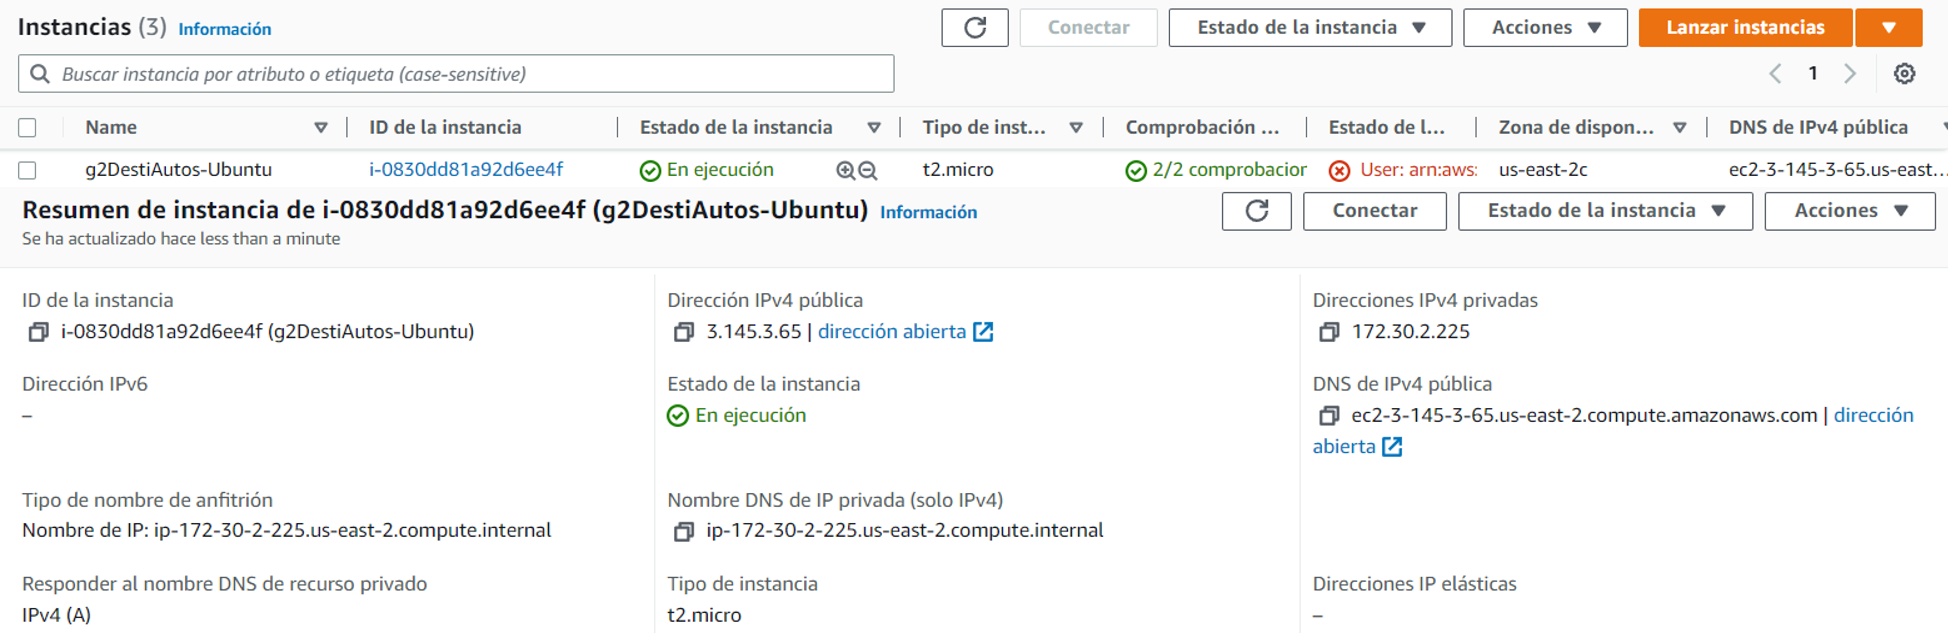 Instancias (3) Información
Conectar Estado de la instancia Acciones Lanzar instancias
Buscar instancia por atributo o etiqueta (case-sensitive)
1
Name ID de la instancia Estado de la instancia Tipo de inst... Comprobación ... Estado de l... Zona de dispon... DNS de IPv4 pública
g2DestiAutos-Ubuntu i-0830dd81a92d6ee4f En ejecución t2.micro 2/2 comprobacior User: arn:aws: us-east-2c ec2-3-145-3-65.us-east...
Resumen de instancia de i-0830dd81a92d6ee4f (g2DestiAutos-Ubuntu) Información
Conectar Estado de la instancia Acciones
Se ha actualizado hace less than a minute
ID de la instancia
i-0830dd81a92d6ee4f (g2DestiAutos-Ubuntu)
Dirección IPv4 pública
3.145.3.65 | dirección abierta
Direcciones IPv4 privadas
172.30.2.225
Dirección IPv6
–
Estado de la instancia
En ejecución
DNS de IPv4 pública
ec2-3-145-3-65.us-east-2.compute.amazonaws.com | dirección
abierta
Tipo de nombre de anfitrión
Nombre de IP: ip-172-30-2-225.us-east-2.compute.internal
Nombre DNS de IP privada (solo IPv4)
ip-172-30-2-225.us-east-2.compute.internal
Responder al nombre DNS de recurso privado
IPv4 (A)
Tipo de instancia
t2.micro
Direcciones IP elásticas
–